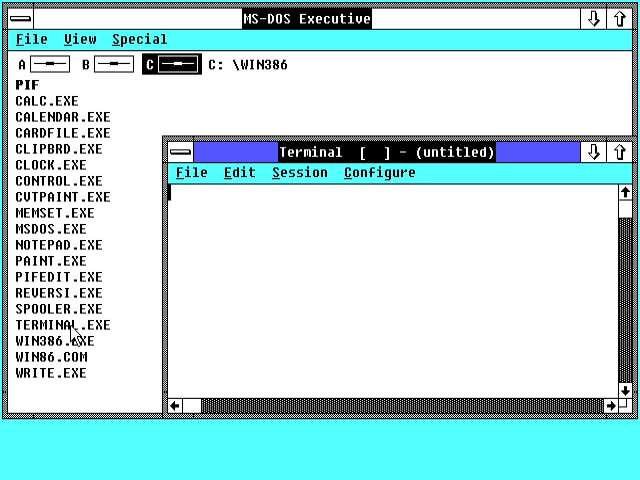 MS-DOS Executive
File View Special
A B C C: \WIN386
PIF
CALC.EXE
CALENDAR.EXE
CARDFILE.EXE
CLIPBRD.EXE
CLOCK.EXE
CONTROL.EXE
CVTPAINT.EXE
MEMSET.EXE
MSDOS.EXE
NOTEPAD.EXE
PAINT.EXE
PIFEDIT.EXE
REVERSI.EXE
SPOOLER.EXE
TERMINAL.EXE
WIN386.EXE
WIN86.COM
WRITE.EXE
Terminal [ ] - (untitled)
File Edit Session Configure